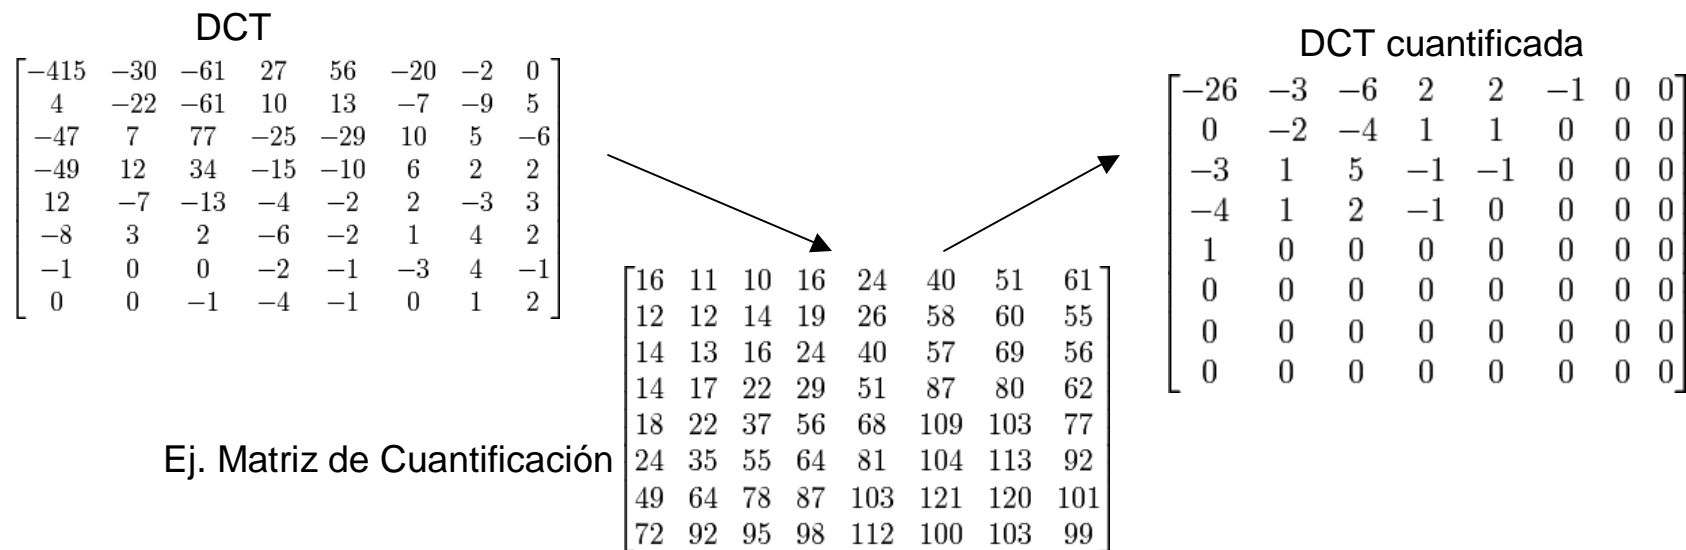 DCT
-415 -30 -61 27 56 -20 -2 0
4 -22 -61 10 13 -7 -9 5
-47 7 77 -25 -29 10 5 -6
-49 12 34 -15 -10 6 2 2
12 -7 -13 -4 -2 2 -3 3
-8 3 2 -6 -2 1 4 2
-1 0 0 -2 -1 -3 4 -1
0 0 -1 -4 -1 0 1 2
Ej. Matriz de Cuantificación
16 11 10 16 24 40 51 61
12 12 14 19 26 58 60 55
14 13 16 24 40 57 69 56
14 17 22 29 51 87 80 62
18 22 37 56 68 109 103 77
24 35 55 64 81 104 113 92
49 64 78 87 103 121 120 101
72 92 95 98 112 100 103 99
DCT cuantificada
-26 -3 -6 2 2 -1 0 0
0 -2 -4 1 1 0 0 0
-3 1 5 -1 -1 0 0 0
-4 1 2 -1 0 0 0 0
1 0 0 0 0 0 0 0
0 0 0 0 0 0 0 0
0 0 0 0 0 0 0 0
0 0 0 0 0 0 0 0